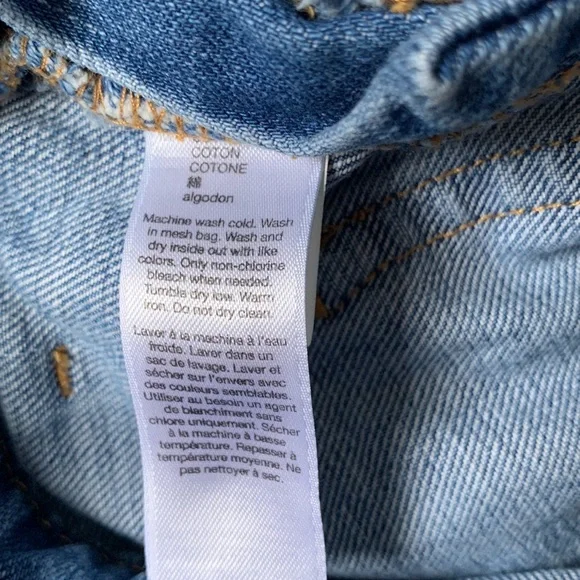 COTON
COTONE
綿
algodon
Machine wash cold. Wash
in mesh bag. Wash and
dry inside out with like
colors. Only non-chlorine
bleach when needed.
Tumble dry low. Warm
iron. Do not dry clean.
Laver à la machine à l'eau
froide. Laver dans un
sac de lavage. Laver et
sécher sur l'envers avec
des couleurs semblables.
Utiliser au besoin un agent
de blanchiment sans
chlore uniquement. Sécher
à la machine à basse
température. Repasser à
température moyenne. Ne
pas nettoyer à sec.